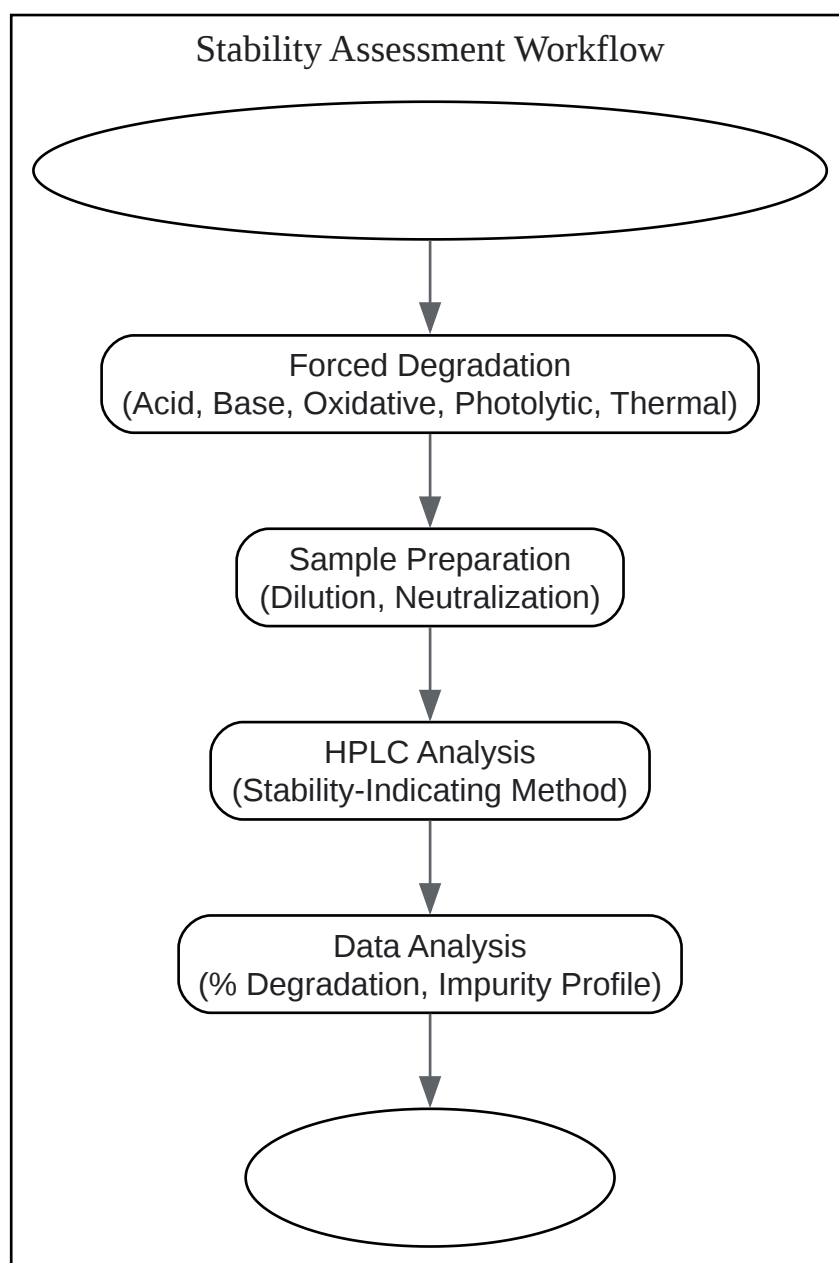 Stability Assessment Workflow
Forced Degradation
(Acid, Base, Oxidative, Photolytic, Thermal)
Sample Preparation
(Dilution, Neutralization)
HPLC Analysis
(Stability-Indicating Method)
Data Analysis
(% Degradation, Impurity Profile)